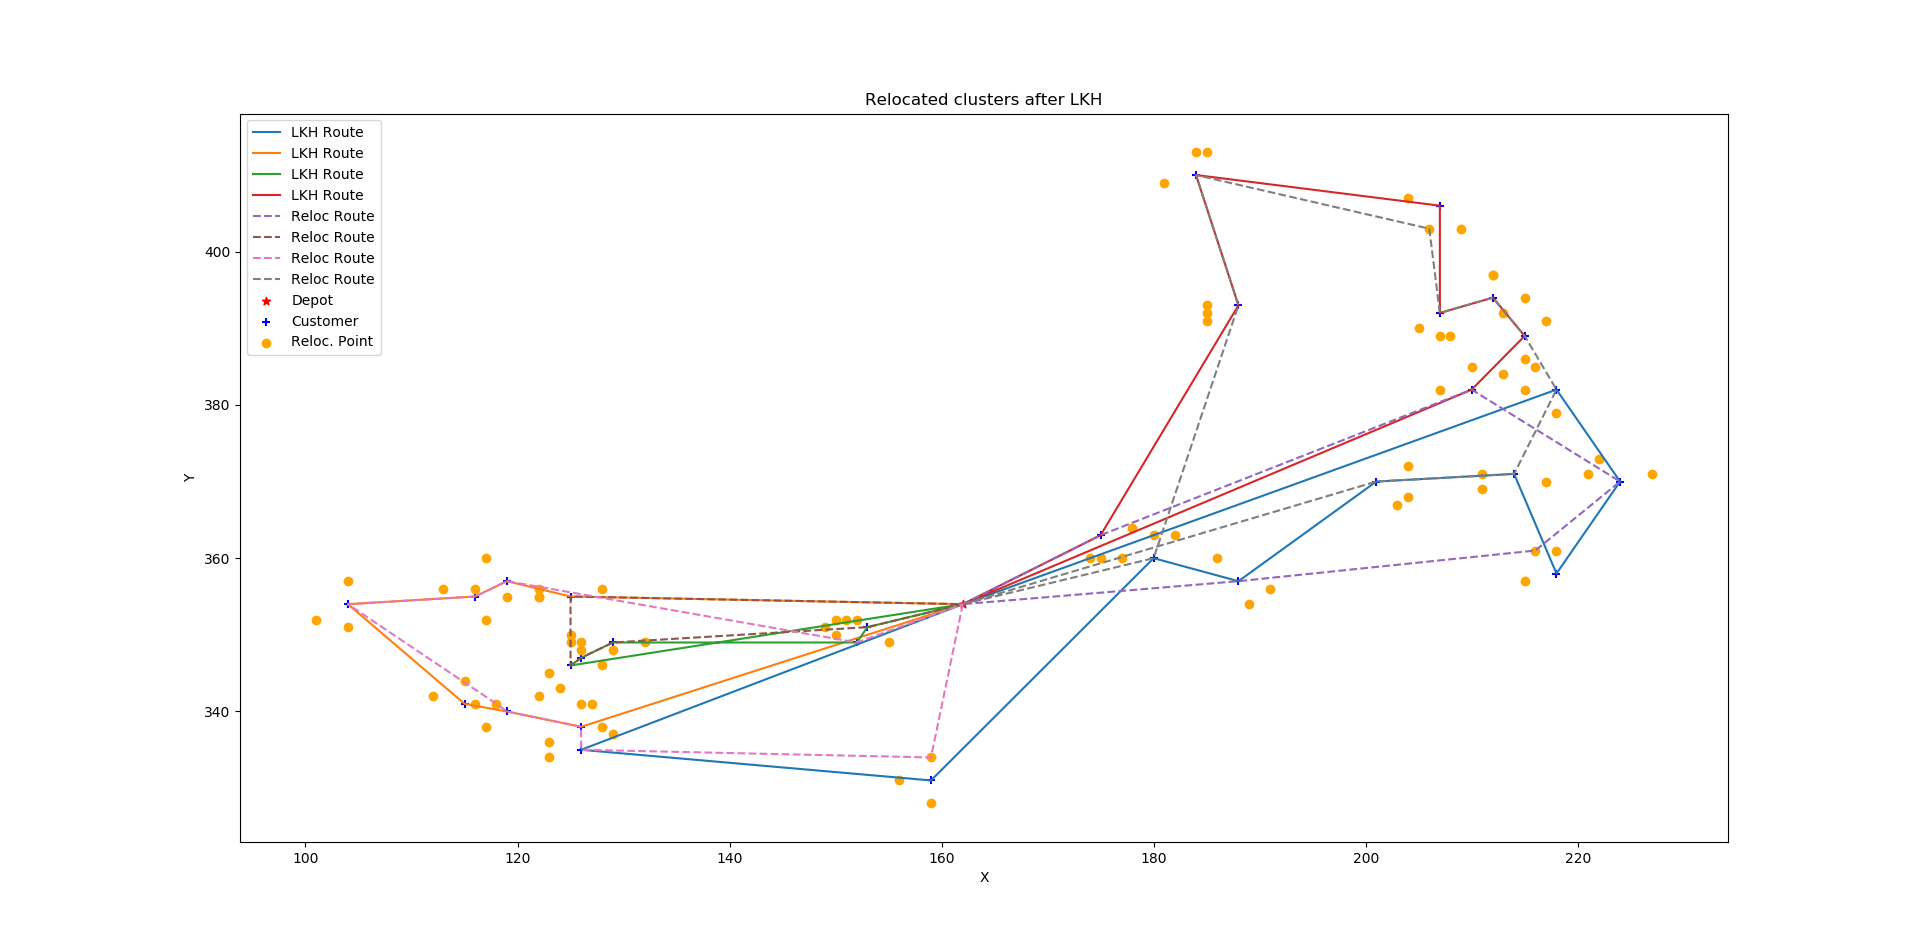 Relocated clusters after LKH
LKH Route
LKH Route
LKH Route
LKH Route
Reloc Route
Reloc Route
Reloc Route
Reloc Route
Depot
Customer
Reloc. Point
400
380
360
340
Y
100 120 140 160 180 200 220
X